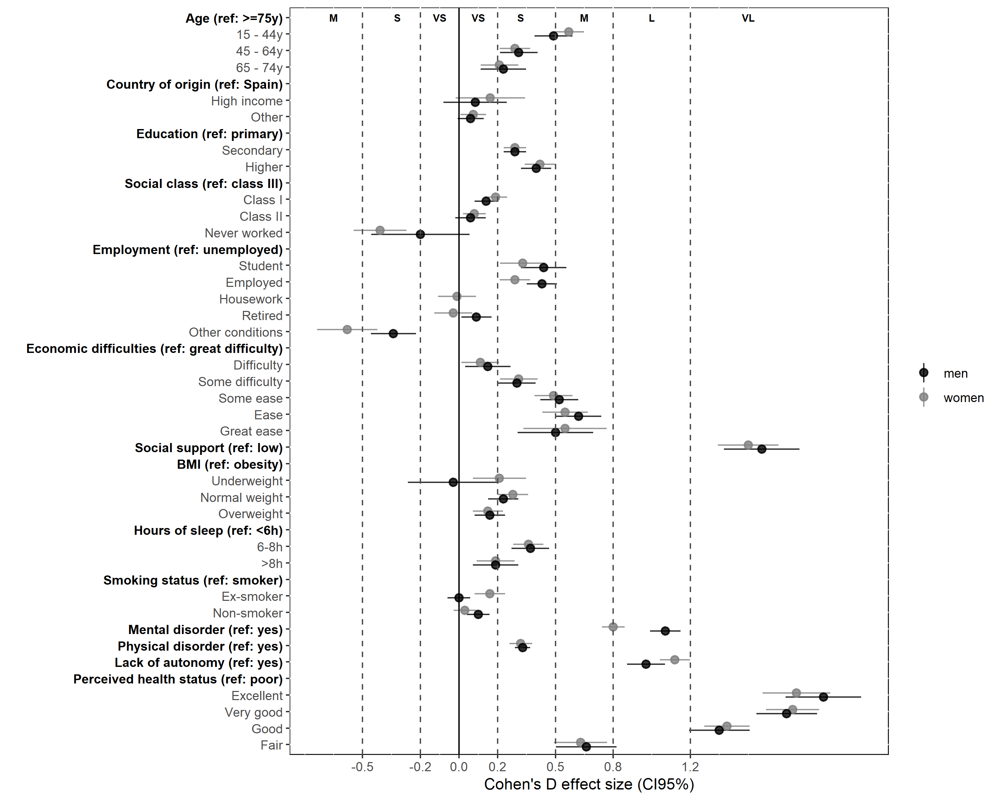 Age (ref: >=75y)
M S VS VS S M L VL
15 - 44y
45 - 64y
65 - 74y
Country of origin (ref: Spain)
High income
Other
Education (ref: primary)
Secondary
Higher
Social class (ref: class III)
Class I
Class II
Never worked
Employment (ref: unemployed)
Student
Employed
Housework
Retired
Other conditions
Economic difficulties (ref: great difficulty)
Difficulty
Some difficulty
Some ease
Ease
Great ease
Social support (ref: low)
BMI (ref: obesity)
Underweight
Normal weight
Overweight
Hours of sleep (ref: <6h)
6-8h
>8h
Smoking status (ref: smoker)
Ex-smoker
Non-smoker
Mental disorder (ref: yes)
Physical disorder (ref: yes)
Lack of autonomy (ref: yes)
Perceived health status (ref: poor)
Excellent
Very good
Good
Fair
-0.5 -0.2 0.0 0.2 0.5 0.8 1.2
Cohen's D effect size (CI95%)
men
women